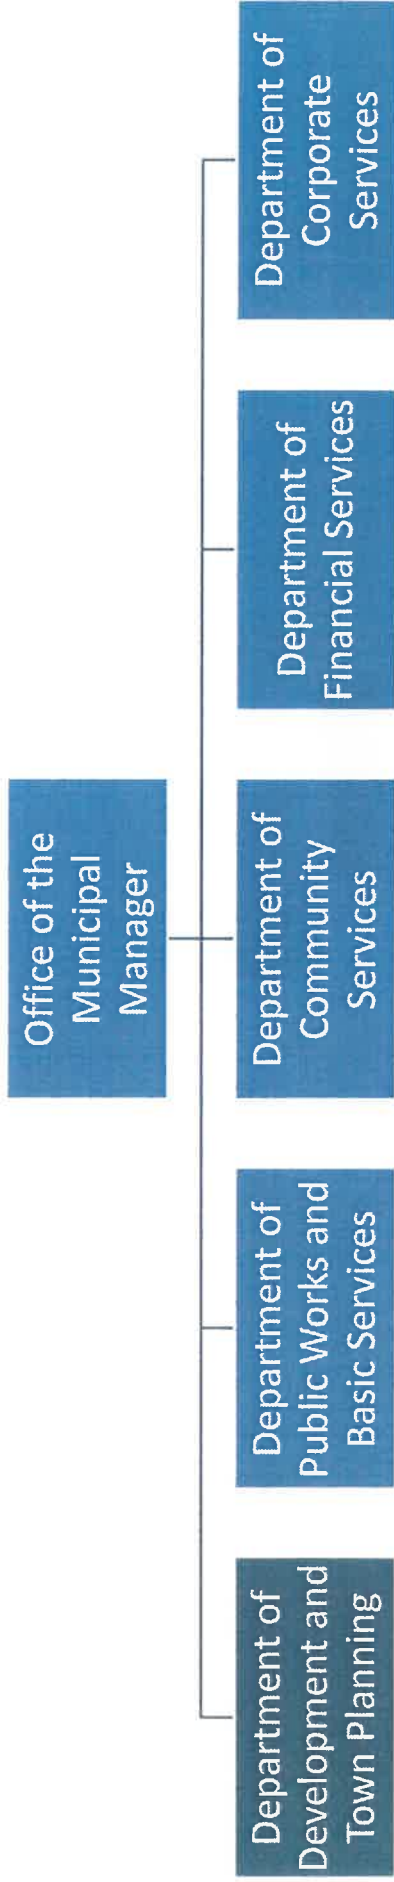 Office of the
Municipal
Manager
Department of
Development and
Town Planning
Department of
Public Works and
Basic Services
Department of
Community
Services
Department of
Financial Services
Department of
Corporate
Services